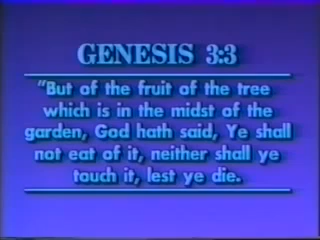 GENESIS 3:3
"But of the fruit of the tree
which is in the midst of the
garden, God hath said, Ye shall
not eat of it, neither shall ye
touch it, lest ye die.